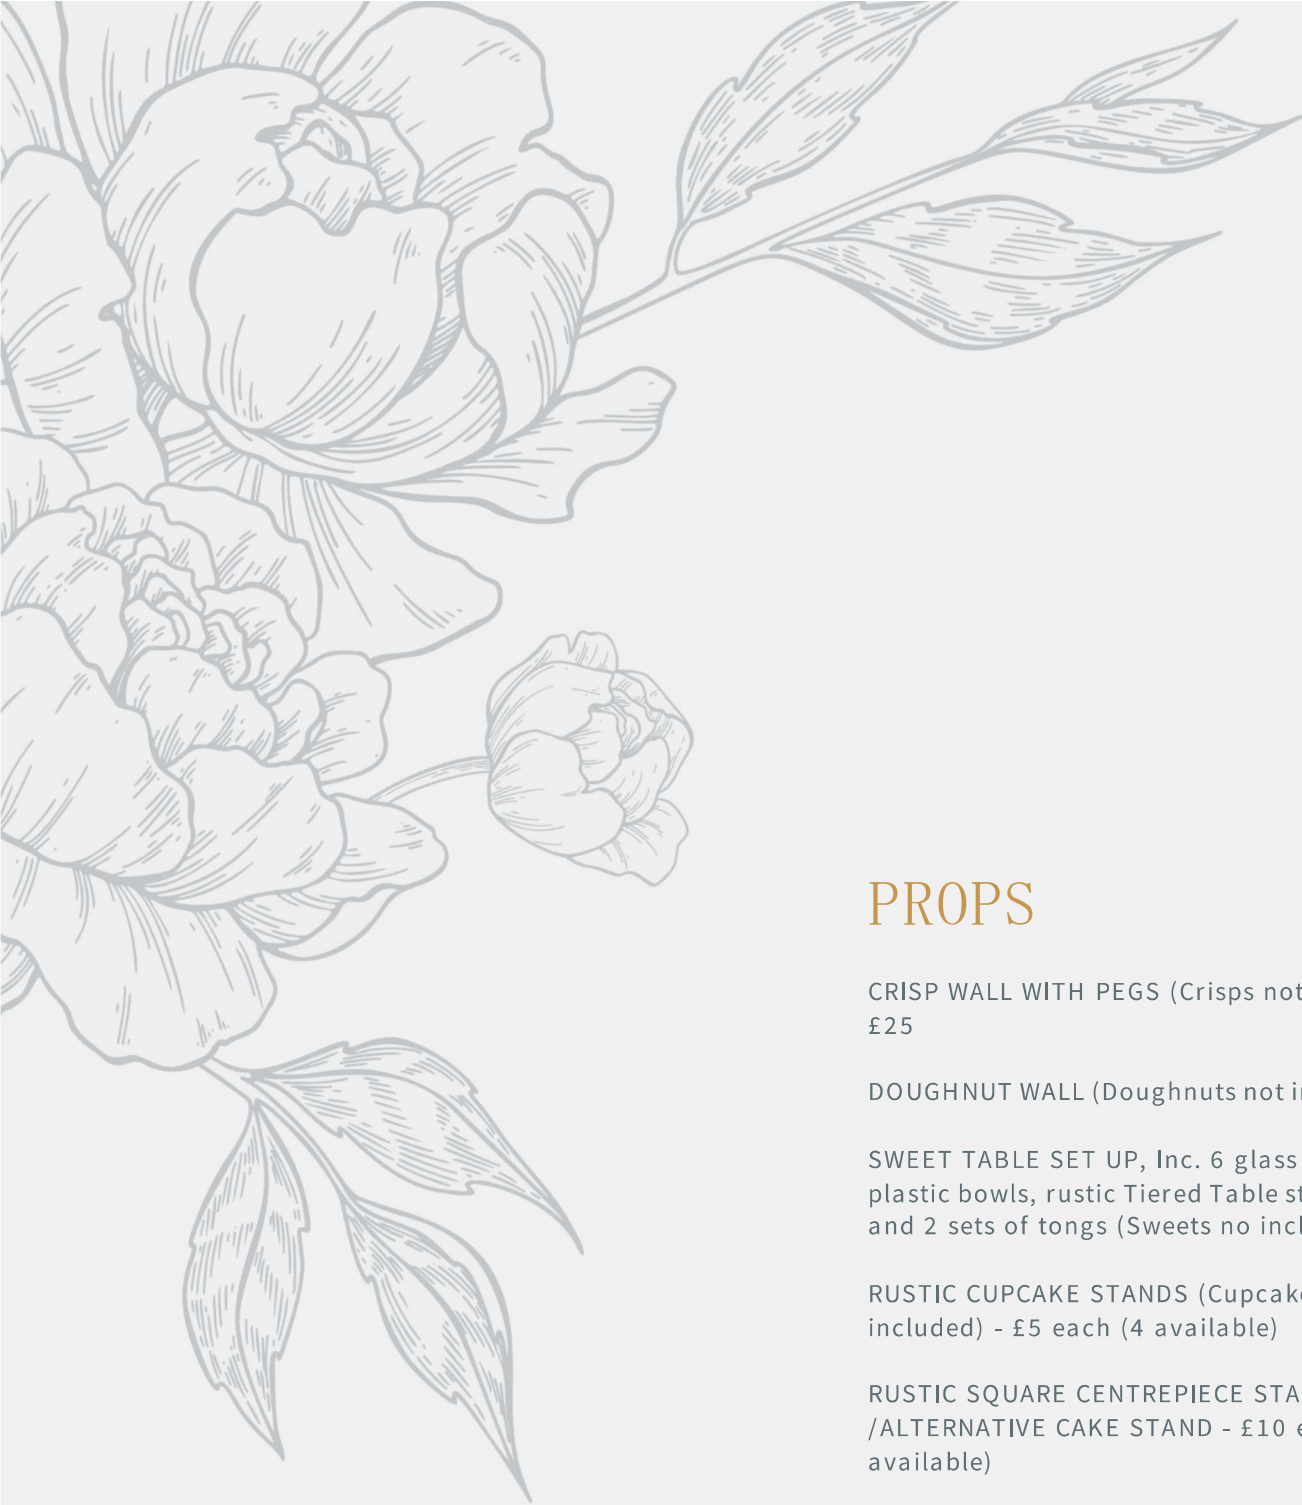 PROPS
CRISP WALL WITH PEGS (Crisps not
£25
DOUGHNUT WALL (Doughnuts not
SWEET TABLE SET UP, Inc. 6 glass
plastic bowls, rustic Tiered Table
and 2 sets of tongs (Sweets no
RUSTIC CUPCAKE STANDS
included) - £5 each (4 available)
RUSTIC SQUARE CENTREPIECE
/ALTERNATIVE CAKE STAND - £10
available)